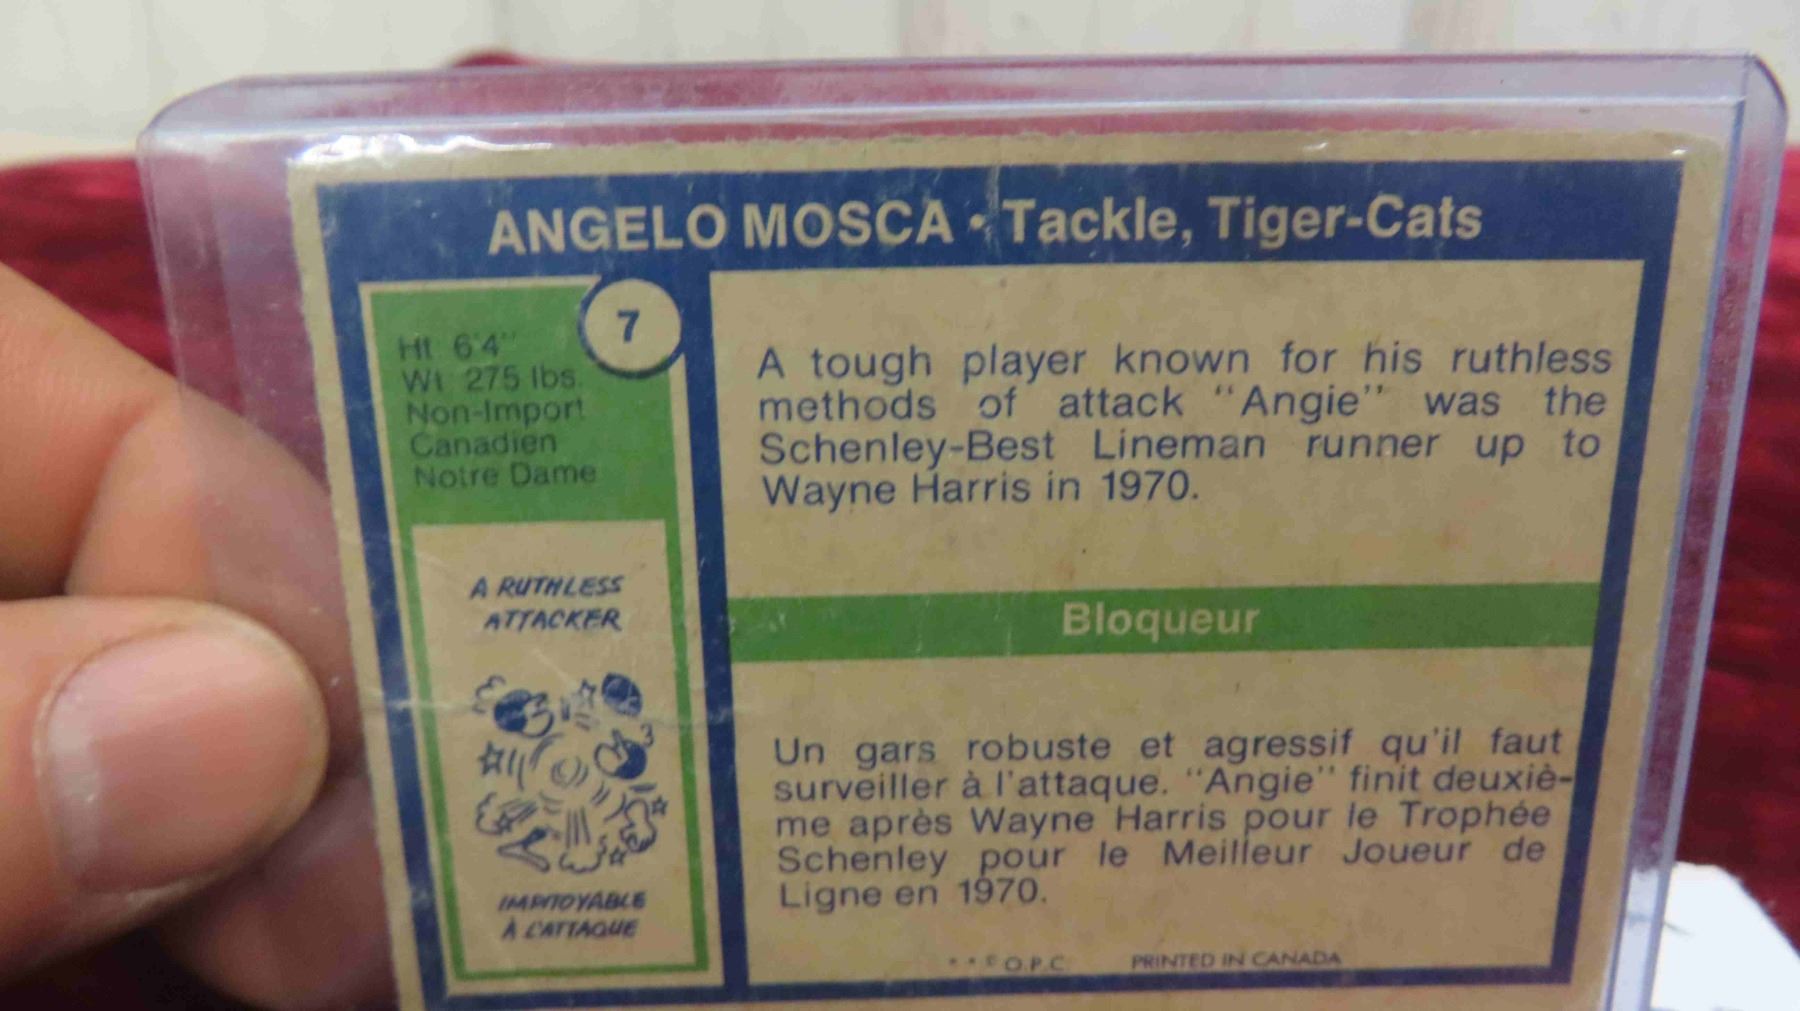 ANGELO MOSCA • Tackle, Tiger-Cats
7
Ht 6'4"
Wt 275 lbs.
Non-Import
Canadien
Notre Dame
A RUTHLESS
ATTACKER
IMPITOYABLE
À L'ATTAQUE
A tough player known for his ruthless
methods of attack "Angie" was the
Schenley-Best Lineman runner up to
Wayne Harris in 1970.
Bloqueur
Un gars robuste et agressif qu'il faut
surveiller à l'attaque. "Angie" finit deuxiè-
me après Wayne Harris pour le Trophée
Schenley pour le Meilleur Joueur de
Ligne en 1970.
* * © O.P.C. PRINTED IN CANADA